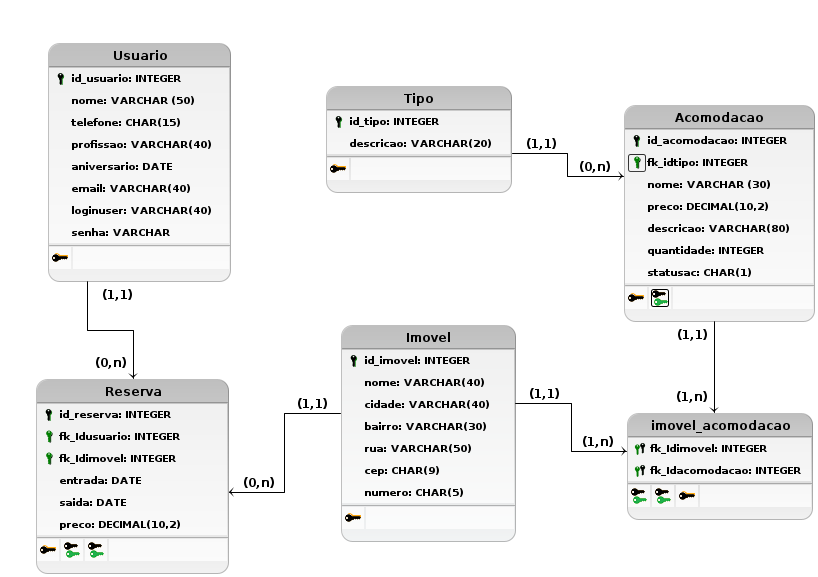 Usuario
id_usuario: INTEGER
nome: VARCHAR (50)
telefone: CHAR(15)
profissao: VARCHAR(40)
aniversario: DATE
email: VARCHAR(40)
loginuser: VARCHAR(40)
senha: VARCHAR
(1,1)
(0,n)
Tipo
id_tipo: INTEGER
descricao: VARCHAR(20)
(1,1)
(0,n)
Acomodacao
id_acomodacao: INTEGER
fk_idtipo: INTEGER
nome: VARCHAR (30)
preco: DECIMAL(10,2)
descricao: VARCHAR(80)
quantidade: INTEGER
statusac: CHAR(1)
(1,1)
(1,n)
Reserva
id_reserva: INTEGER
fk_Idusuario: INTEGER
fk_Idimovel: INTEGER
entrada: DATE
saida: DATE
preco: DECIMAL(10,2)
(1,1)
(0,n)
Imovel
id_imovel: INTEGER
nome: VARCHAR(40)
cidade: VARCHAR(40)
bairro: VARCHAR(30)
rua: VARCHAR(50)
cep: CHAR(9)
numero: CHAR(5)
(1,1)
(1,n)
imovel_acomodacao
fk_Idimovel: INTEGER
fk_Idacomodacao: INTEGER